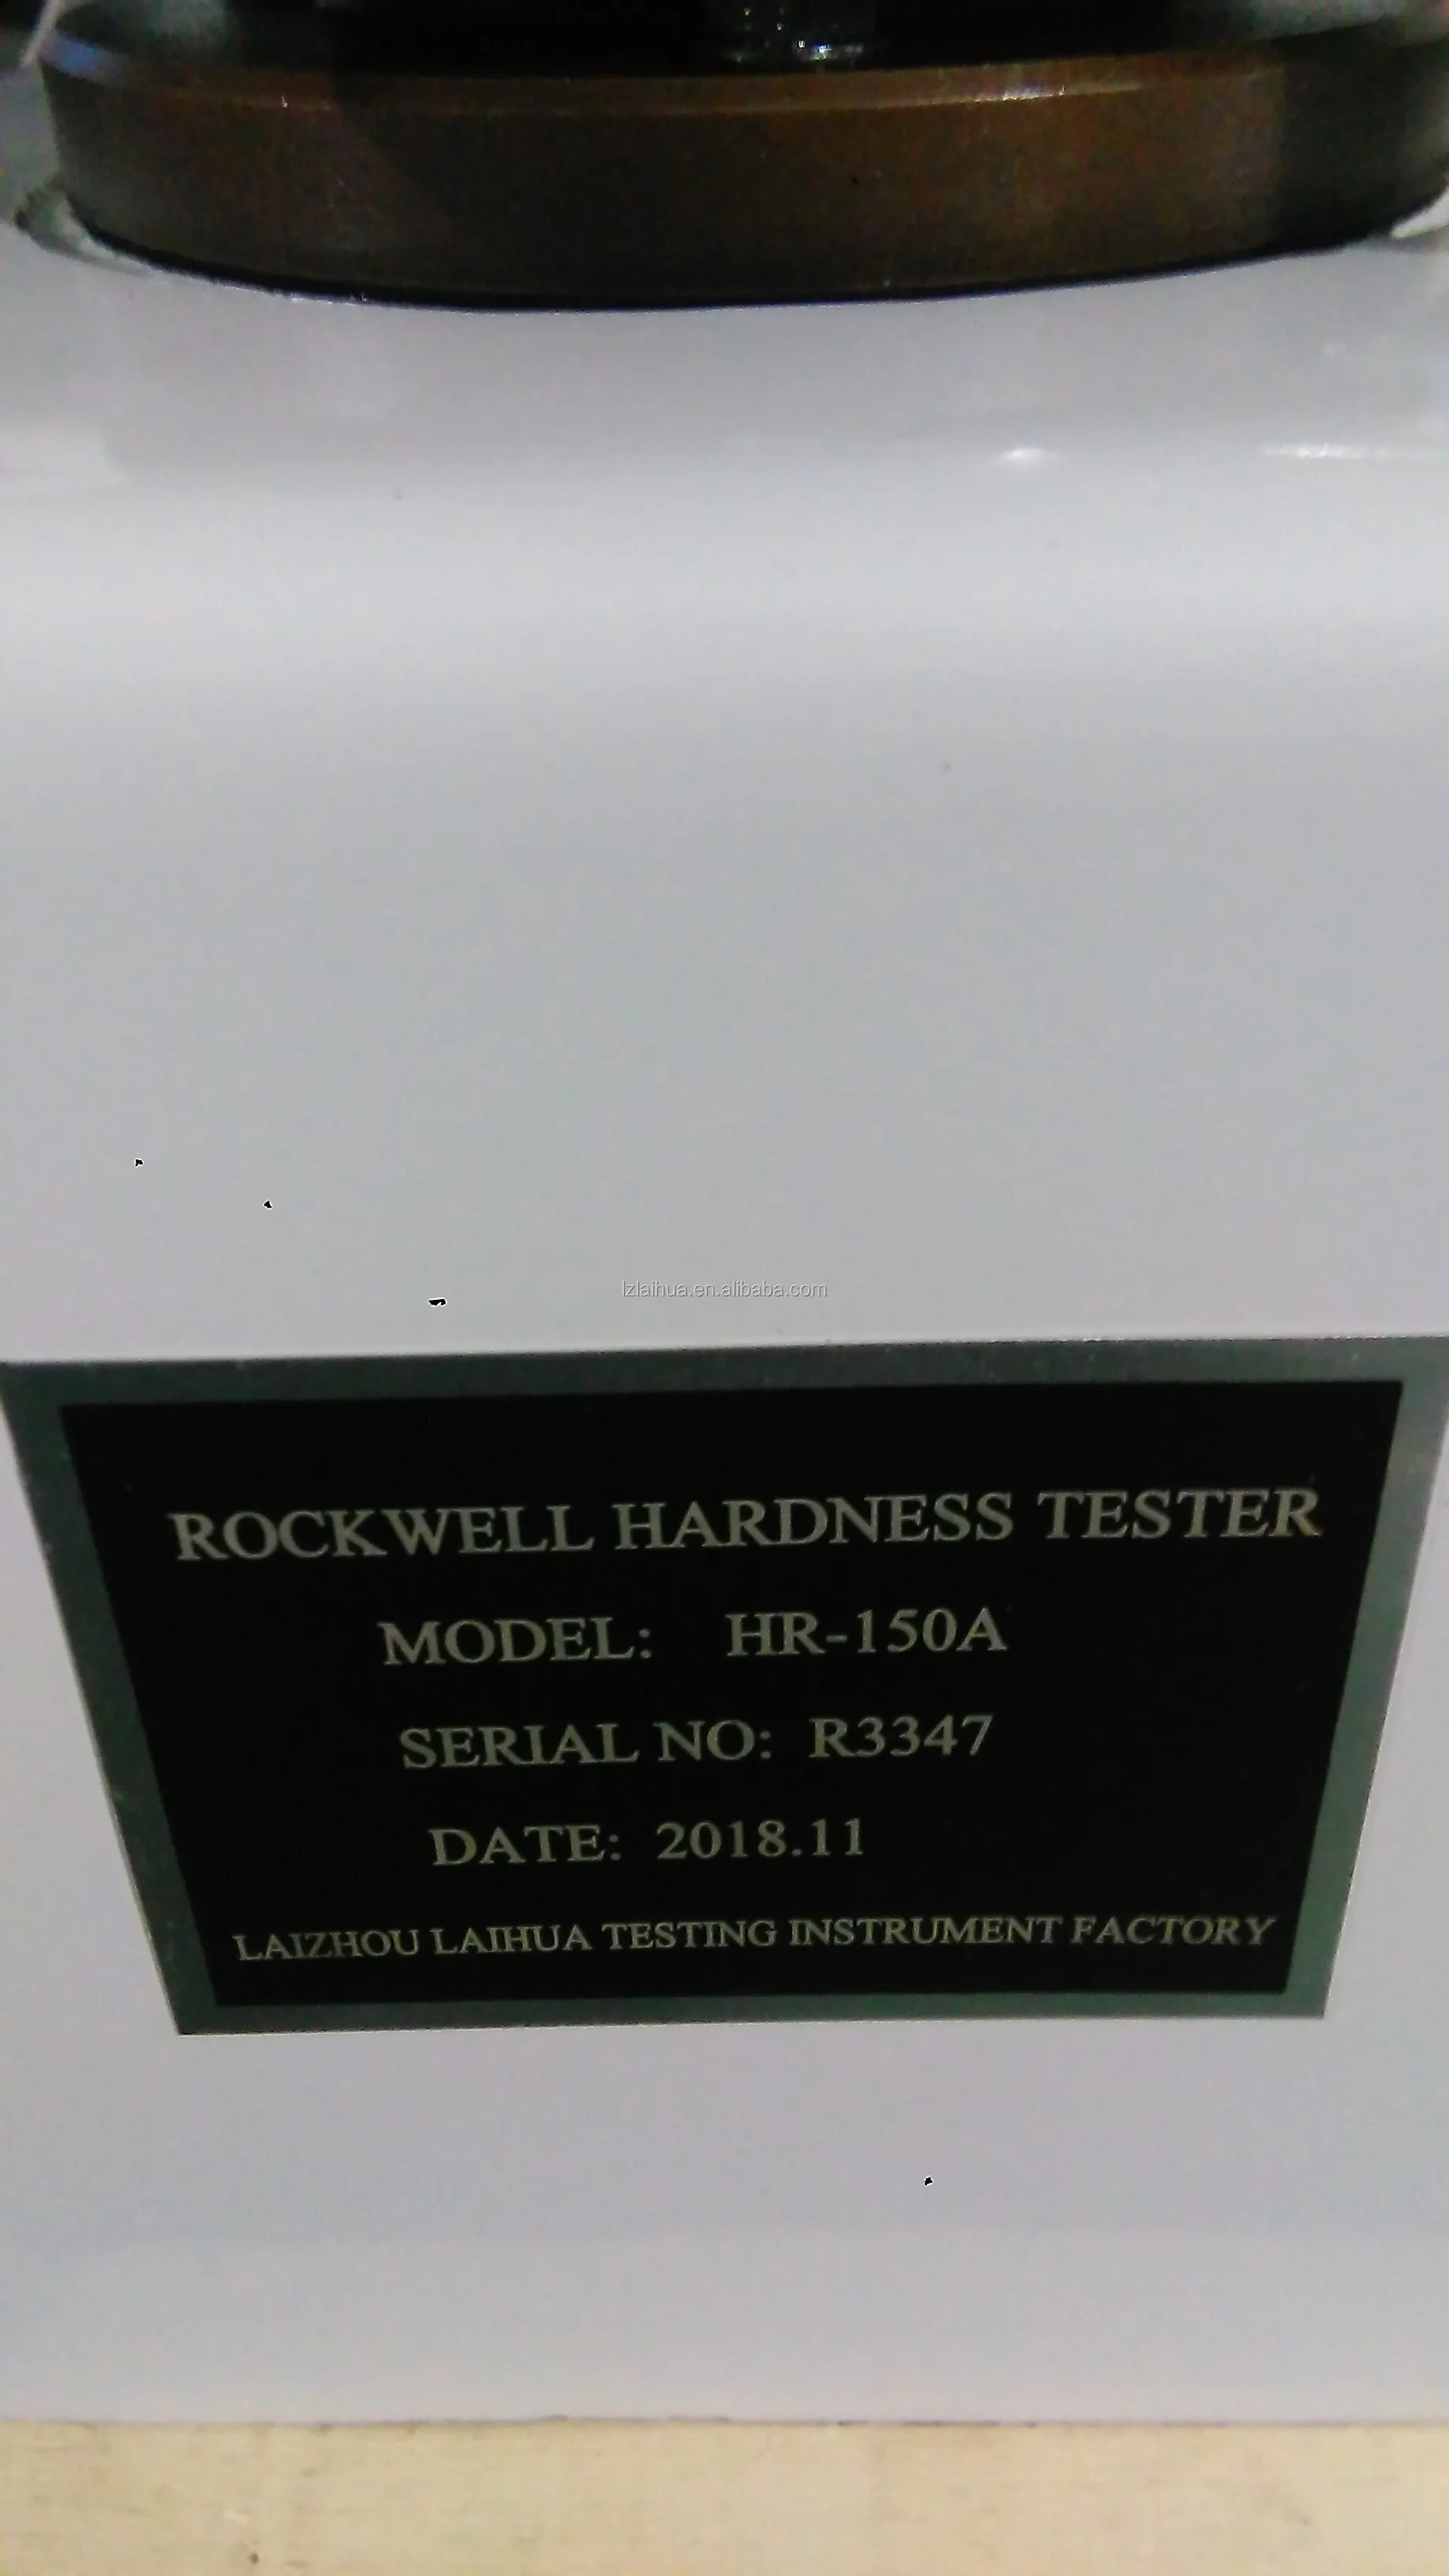 lzlaihua.en.alibaba.com
ROCKWELL HARDNESS TESTER
MODEL: HR-150A
SERIAL NO: R3347
DATE: 2018.11
LAIZHOU LAIHUA TESTING INSTRUMENT FACTORY